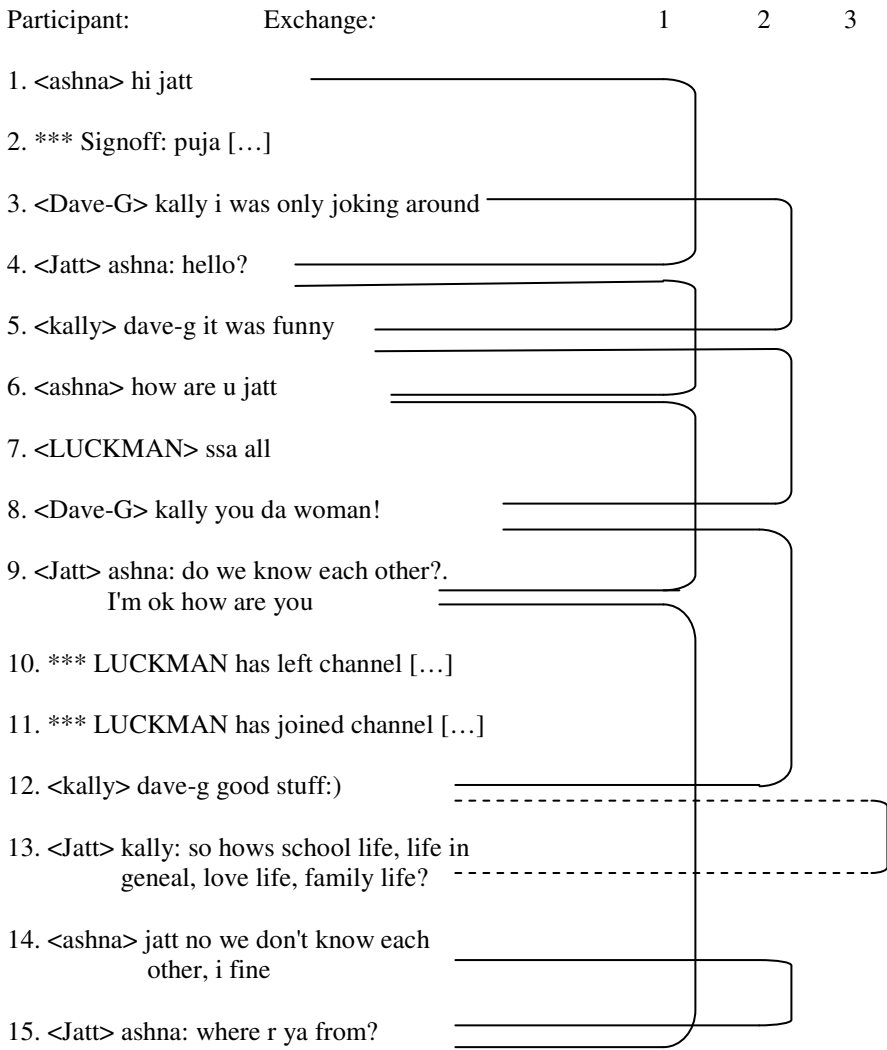 Participant: Exchange: 1 2 3
1. <ashna> hi jatt
2. *** Signoff: puja […]
3. <Dave-G> kally i was only joking around
4. <Jatt> ashna: hello?
5. <kally> dave-g it was funny
6. <ashna> how are u jatt
7. <LUCKMAN> ssa all
8. <Dave-G> kally you da woman!
9. <Jatt> ashna: do we know each other?.
I'm ok how are you
10. *** LUCKMAN has left channel […]
11. *** LUCKMAN has joined channel […]
12. <kally> dave-g good stuff:)
13. <Jatt> kally: so hows school life, life in
geneal, love life, family life?
14. <ashna> jatt no we don't know each
other, i fine
15. <Jatt> ashna: where r ya from?